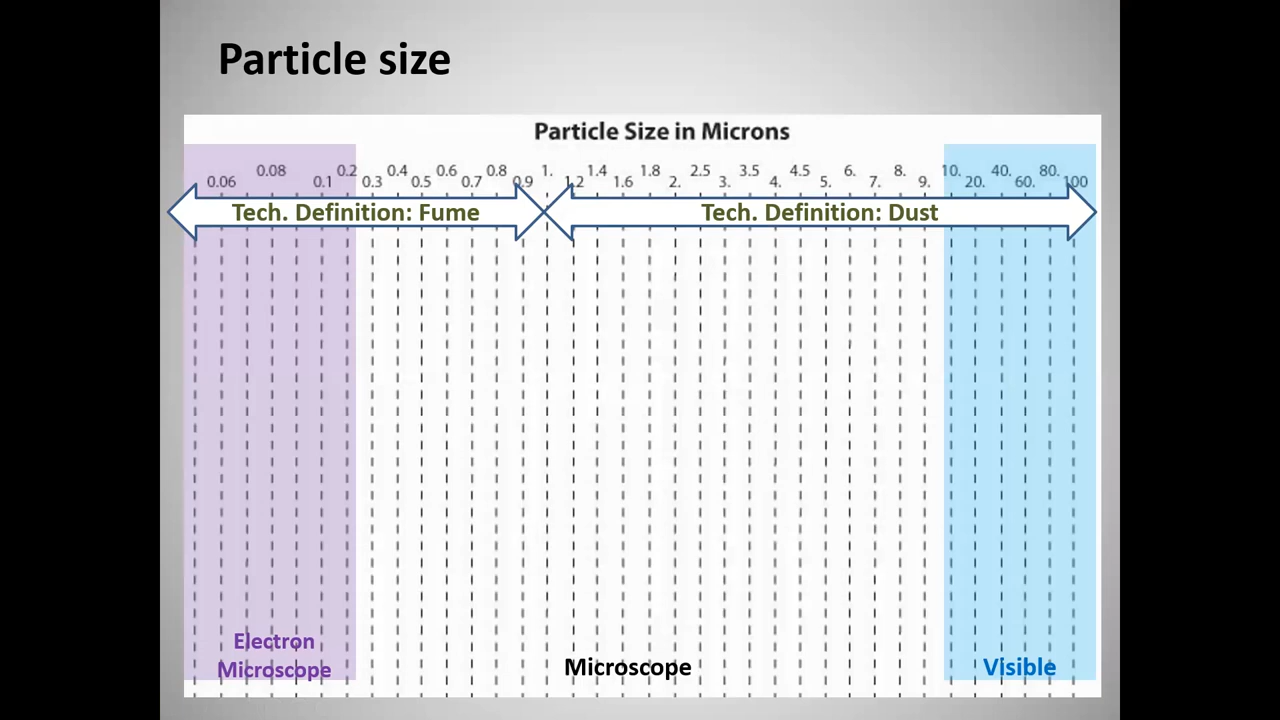 Particle size
Particle Size in Microns
0.08 0.2 0.4 0.6 0.8 1. 1.4 1.8 2.5 3.5 4.5 6. 8. 10. 40. 80.
0.06 0.1 0.3 0.5 0.7 0.9 1.2 1.6 2. 3. 4. 5. 7. 9. 20. 60. 100
Tech. Definition: Fume Tech. Definition: Dust
Electron
Microscope
Microscope
Visible